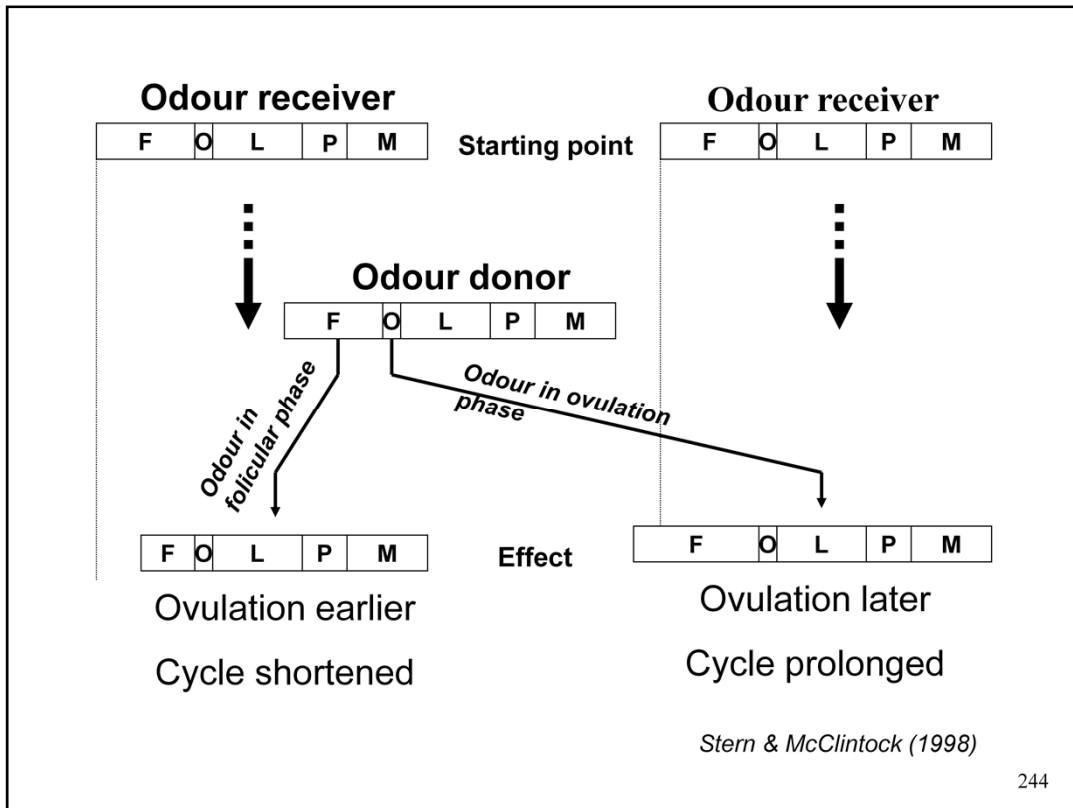 Odour receiver
F O L P M
Starting point
Odour receiver
F O L P M
Odour donor
F O L P M
Odour in
folicular phase
Odour in ovulation
phase
F O L P M
Effect
F O L P M
Ovulation earlier
Cycle shortened
Ovulation later
Cycle prolonged
Stern & McClintock (1998)
244